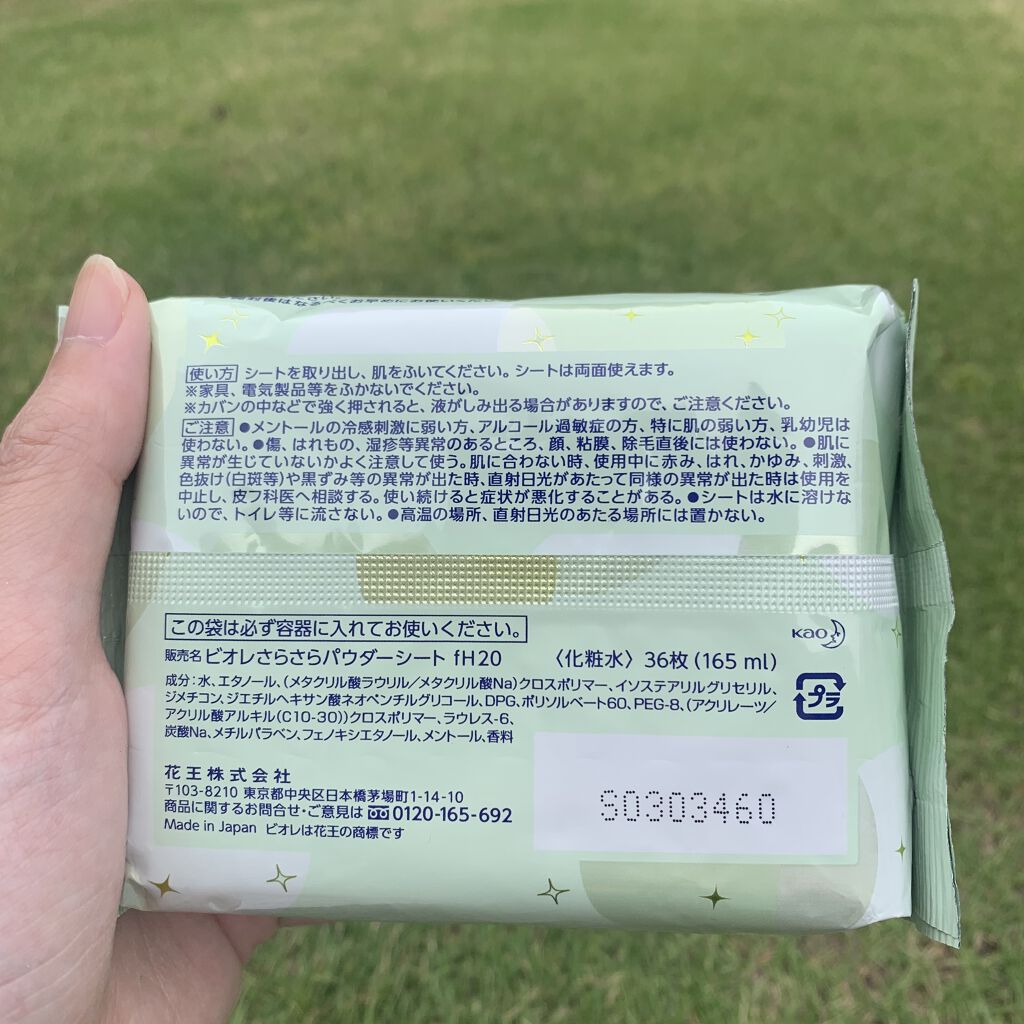 使い方 シートを取り出し、肌をふいてください。シートは両面使えます。
※家具、電気製品等をふかないでください。
※カバンの中などで強く押されると、液がしみ出る場合がありますので、ご注意ください。
ご注意 ●メントールの冷感刺激に弱い方、アルコール過敏症の方、特に肌の弱い方、乳幼児は
使わない。●傷、はれもの、湿疹等異常のあるところ、顔、粘膜、除毛直後には使わない。●肌に
異常が生じていないかよく注意して使う。肌に合わない時、使用中に赤み、はれ、かゆみ、刺激、
色抜け(白斑等)や黒ずみ等の異常が出た時、直射日光があたって同様の異常が出た時は使用を
中止し、皮フ科医へ相談する。使い続けると症状が悪化することがある。●シートは水に溶けな
いので、トイレ等に流さない。●高温の場所、直射日光のあたる場所には置かない。
この袋は必ず容器に入れてお使いください。
Kao
販売名 ビオレさらさらパウダーシート fH20 〈化粧水〉 36枚 (165 ml)
成分：水、エタノール、(メタクリル酸ラウリル/メタクリル酸Na)クロスポリマー、イソステアリルグリセリル、
ジメチコン、ジエチルヘキサン酸ネオペンチルグリコール、DPG、ポリソルベート60、PEG-8、(アクリレーツ/
アクリル酸アルキル(C10-30))クロスポリマー、ラウレス-6、
炭酸Na、メチルパラベン、フェノキシエタノール、メントール、香料
プラ
花王株式会社
〒103-8210 東京都中央区日本橋茅場町1-14-10
商品に関するお問合せ・ご意見は 0120-165-692
Made in Japan ビオレは花王の商標です
S0303460